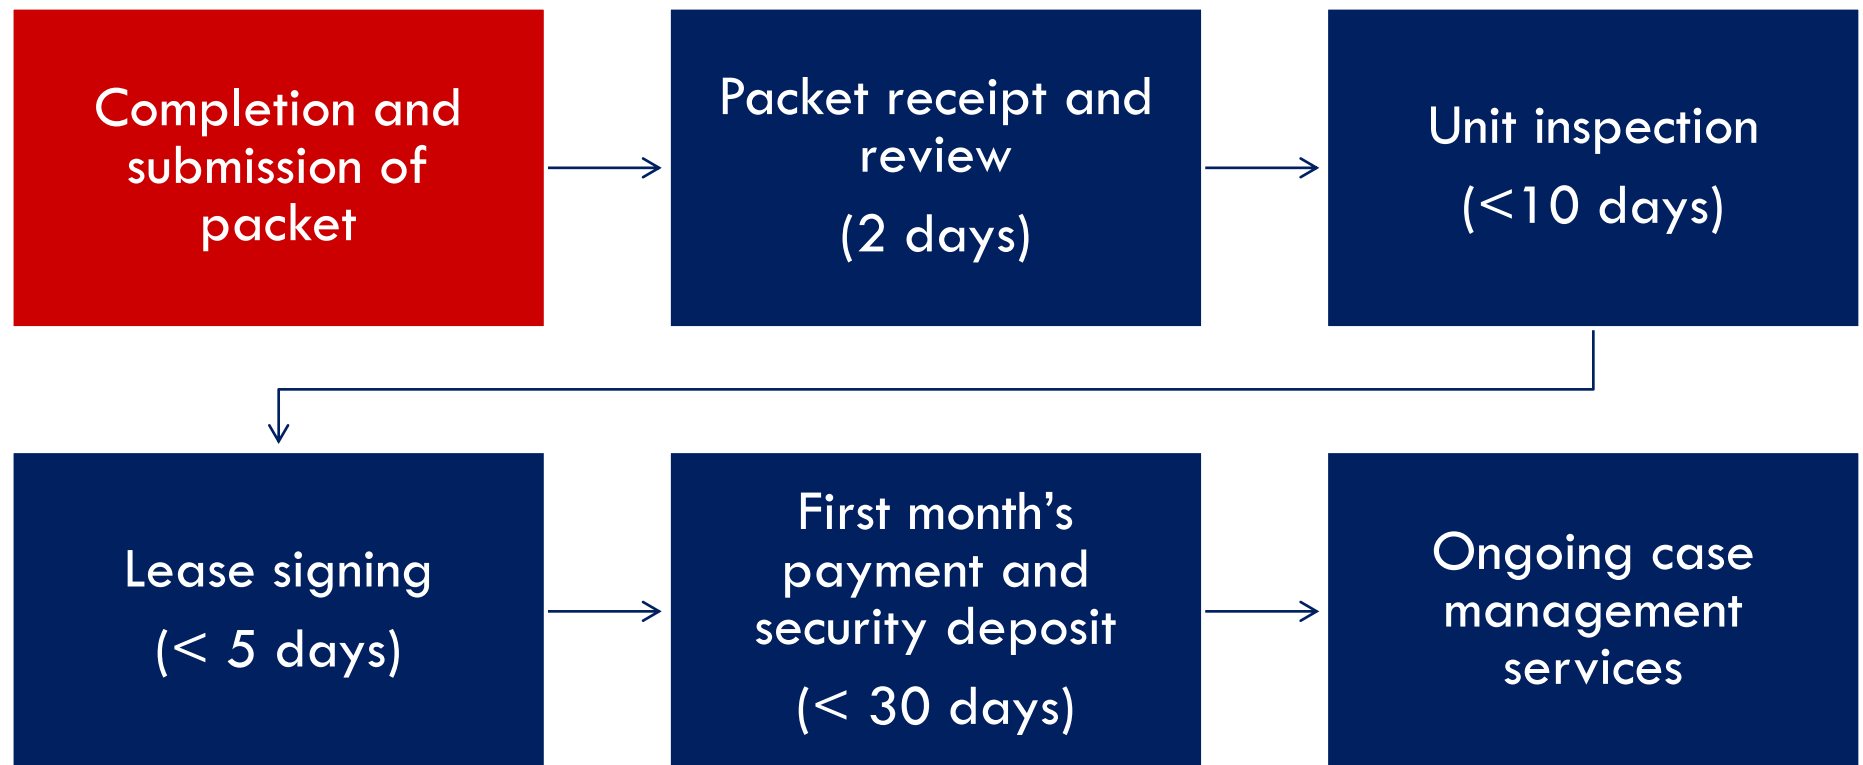 Completion and
submission of
packet
Packet receipt and
review
(2 days)
Unit inspection
(<10 days)
Lease signing
(< 5 days)
First month’s
payment and
security deposit
(< 30 days)
Ongoing case
management
services